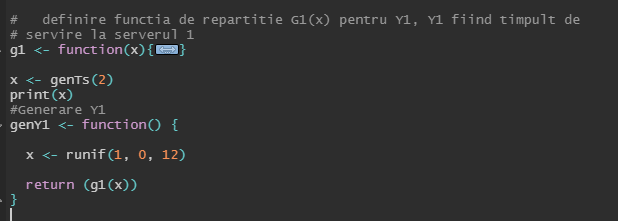 #   definire functia de repartitie G1(x) pentru Y1, Y1 fiind timpult de
# servire la serverul 1
g1 <- function(x){<->}
x <- genTs(2)
print(x)
#Generare Y1
genY1 <- function() {
x <- runif(1, 0, 12)
return (g1(x))
}